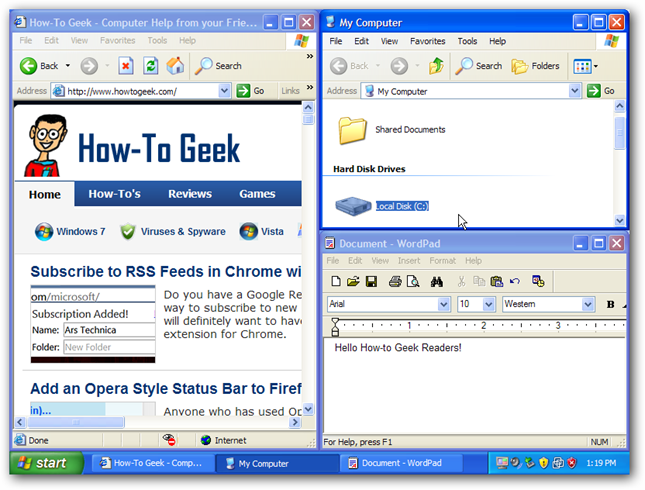 How-To Geek - Computer Help from your Frie...
File Edit View Favorites Tools Help
Back Search
Address http://www.howtogeek.com/ Go Links
How-To Geek
Home How-To's Reviews Games
Windows 7 Viruses & Spyware Vista
Subscribe to RSS Feeds in Chrome wi
om/microsoft/
Subscription Added!
Name: Ars Technica
Folder: New Folder
Do you have a Google Re
way to subscribe to new
will definitely want to have
extension for Chrome.
Add an Opera Style Status Bar to Firef
in)...
Anyone who has used Op
Done Internet
My Computer
File Edit View Favorites Tools Help
Back Search Folders
Address My Computer Go
Shared Documents
Hard Disk Drives
Local Disk (C:)
Document - WordPad
File Edit View Insert Format Help
Arial 10 Western B
1 2 3
Hello How-to Geek Readers!
For Help, press F1 NUM
start How-To Geek - Comp... My Computer Document - WordPad 1:19 PM